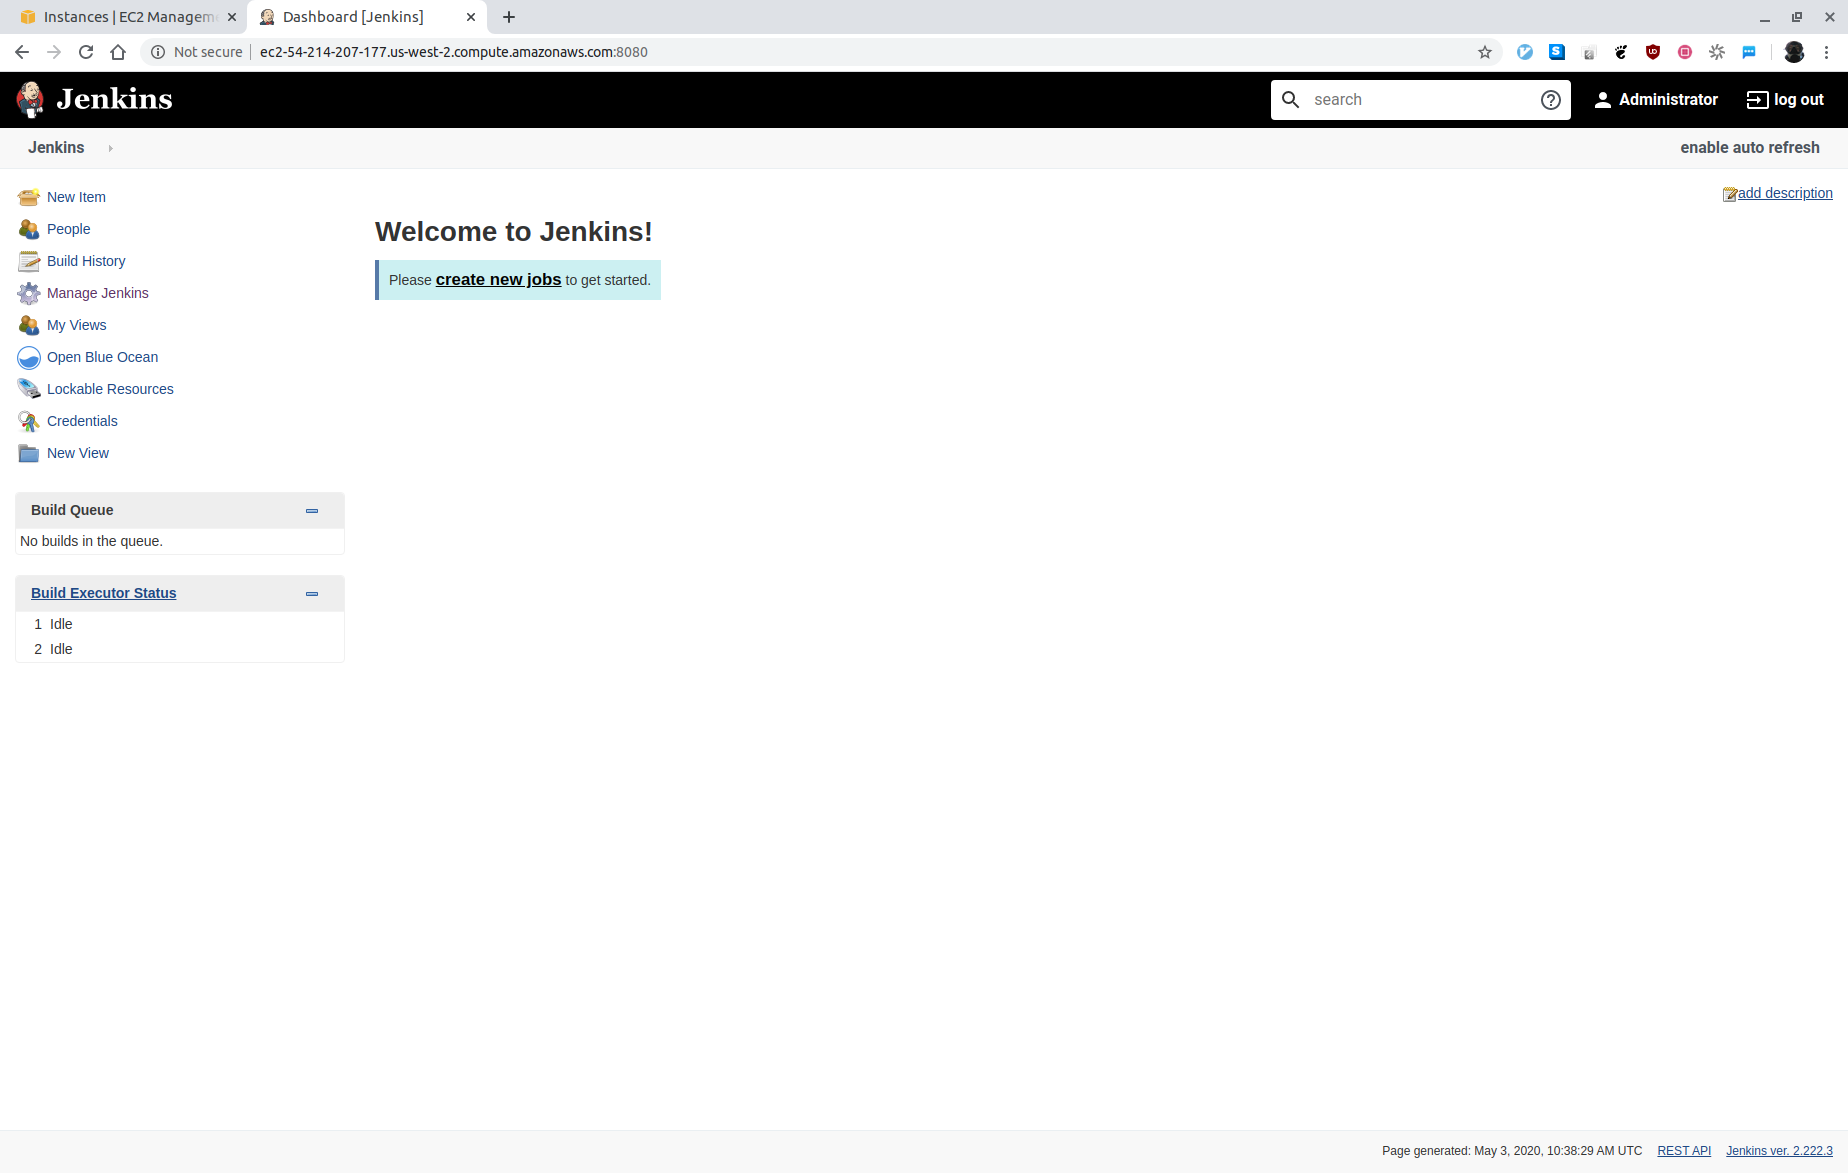 Instances | EC2 Managem
Dashboard [Jenkins]
Not secure
ec2-54-214-207-177.us-west-2.compute.amazonaws.com:8080
Jenkins
search
Administrator
log out
Jenkins
enable auto refresh
New Item
People
Build History
Manage Jenkins
My Views
Open Blue Ocean
Lockable Resources
Credentials
New View
add description
Welcome to Jenkins!
Please create new jobs to get started.
Build Queue
No builds in the queue.
Build Executor Status
1 Idle
2 Idle
Page generated: May 3, 2020, 10:38:29 AM UTC
REST API
Jenkins ver. 2.222.3